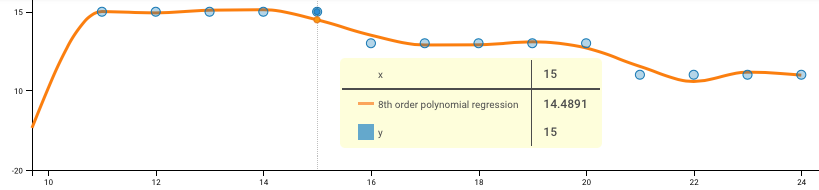 15
x 15
8th order polynomial regression 14.4891
10
y 15
-20
10 12 14 16 18 20 22 24